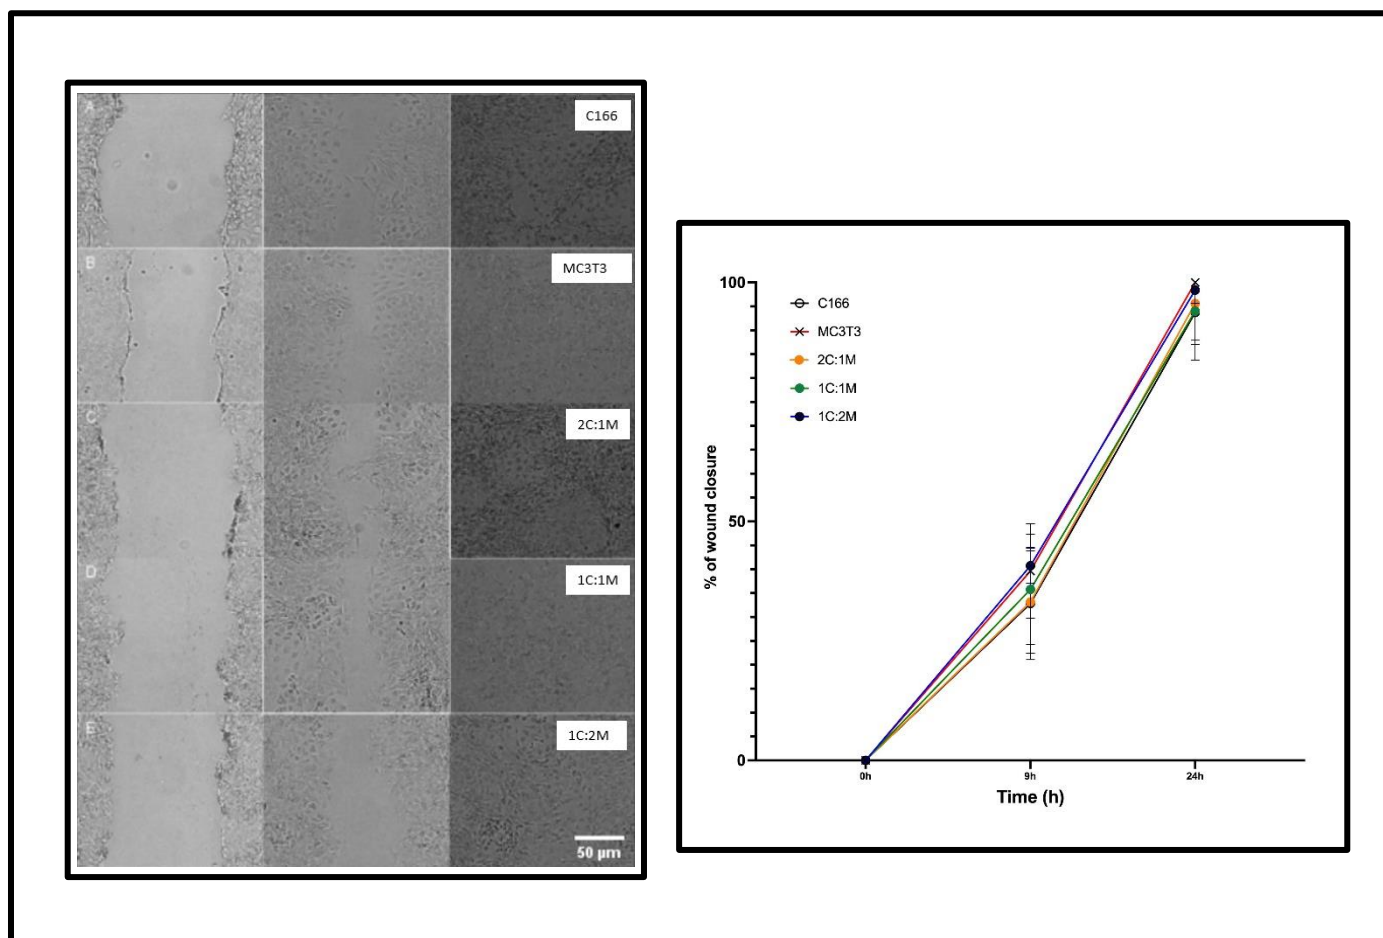 A
C166
B
MC3T3
C
2C:1M
D
1C:1M
E
1C:2M
50 µm
% of wound closure
100
50
0
C166
MC3T3
2C:1M
1C:1M
1C:2M
0h
9h
24h
Time (h)